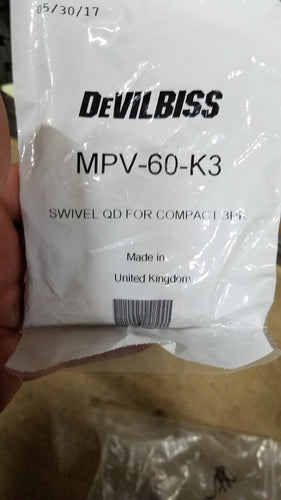 05/30/17
DEVILBISS
MPV-60-K3
SWIVEL QD FOR COMPACT
Made in
United Kingdom